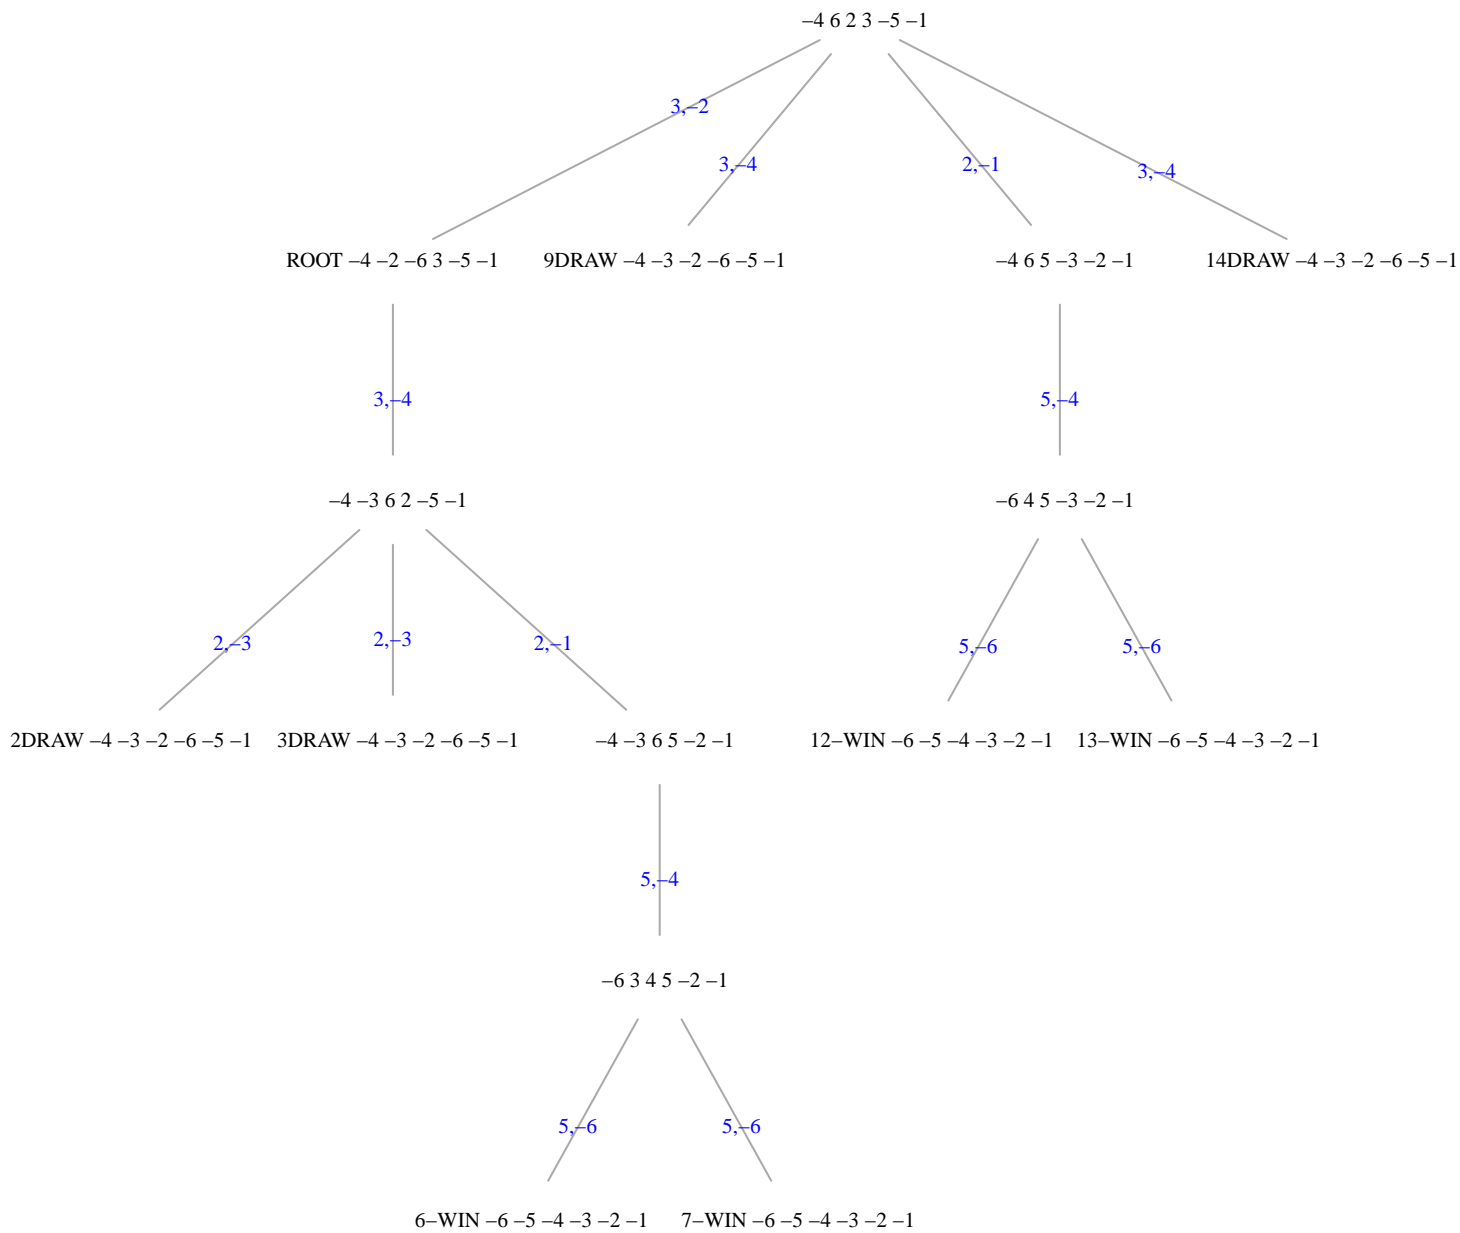 −4 6 2 3 −5 −1
3,−2
3,−4
2,−1
3,−4
ROOT −4 −2 −6 3 −5 −1
9DRAW −4 −3 −2 −6 −5 −1
−4 6 5 −3 −2 −1
14DRAW −4 −3 −2 −6 −5 −1
3,−4
5,−4
−4 −3 6 2 −5 −1
−6 4 5 −3 −2 −1
2,−3
2,−3
2,−1
5,−6
5,−6
2DRAW −4 −3 −2 −6 −5 −1
3DRAW −4 −3 −2 −6 −5 −1
−4 −3 6 5 −2 −1
12−WIN −6 −5 −4 −3 −2 −1
13−WIN −6 −5 −4 −3 −2 −1
5,−4
−6 3 4 5 −2 −1
5,−6
5,−6
6−WIN −6 −5 −4 −3 −2 −1
7−WIN −6 −5 −4 −3 −2 −1